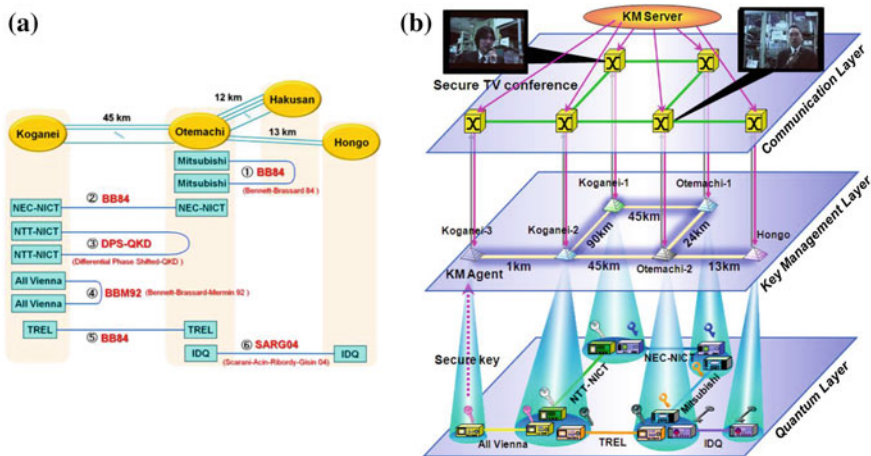 (a)
12 km
Hakusan
45 km
Koganei
Otemachi
13 km
Hongo
Mitsubishi
① BB84
Mitsubishi
(Bennett-Brassard 84 )
② BB84
NEC-NICT
NEC-NICT
NTT-NICT
③ DPS-QKD
NTT-NICT
(Differential Phase Shifted-QKD)
All Vienna
④ BBM92 (Bennett-Brassard-Mermin 92 )
All Vienna
TREL
⑤ BB84
TREL
⑥ SARG04
IDQ
IDQ
(Scarani-Acin-Ribordy-Gisin 04)
(b)
KM Server
Secure TV conference
Communication Layer
Koganei-1
Otemachi-1
45km
Koganei-3
Koganei-2
90km
24km
Hongo
KM Agent
1km
45km
Otemachi-2
13km
Key Management Layer
Secure key
NEC-NICT
NTT-NICT
Mitsubishi
All Vienna
TREL
IDQ
Quantum Layer